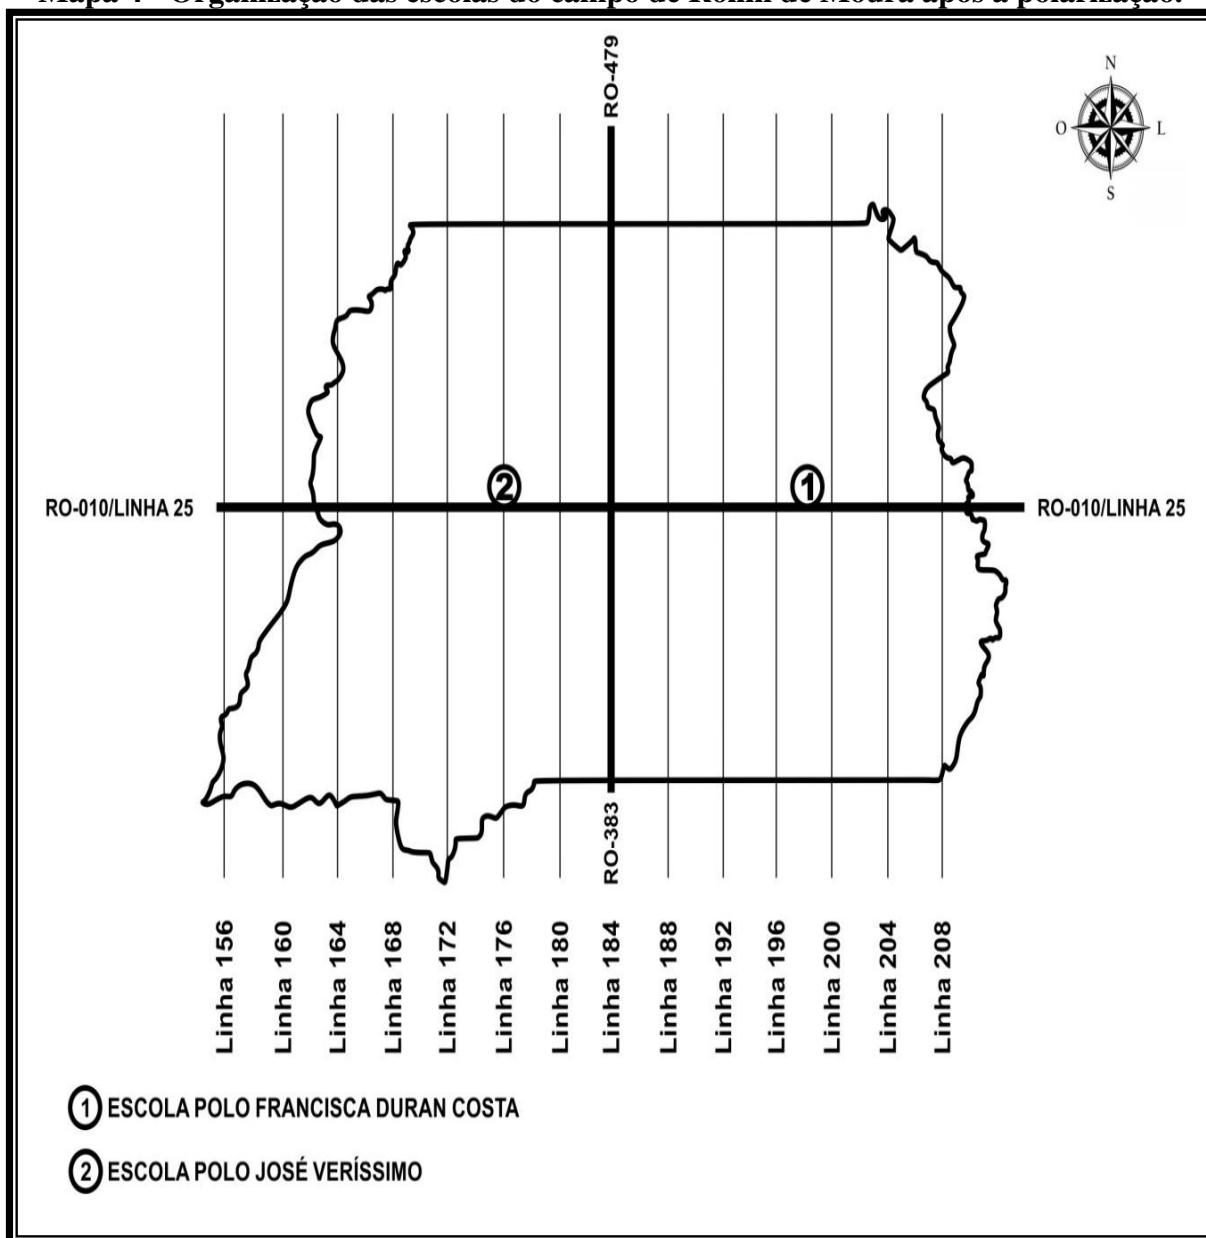 Mapa 4 - Organização das escolas do campo de Rolim de Moura após a polarização.
RO-479
N
O
L
S
2
1
RO-010/LINHA 25
RO-010/LINHA 25
RO-383
Linha 156
Linha 160
Linha 164
Linha 168
Linha 172
Linha 176
Linha 180
Linha 184
Linha 188
Linha 192
Linha 196
Linha 200
Linha 204
Linha 208
1 ESCOLA POLO FRANCISCA DURAN COSTA
2 ESCOLA POLO JOSÉ VERÍSSIMO